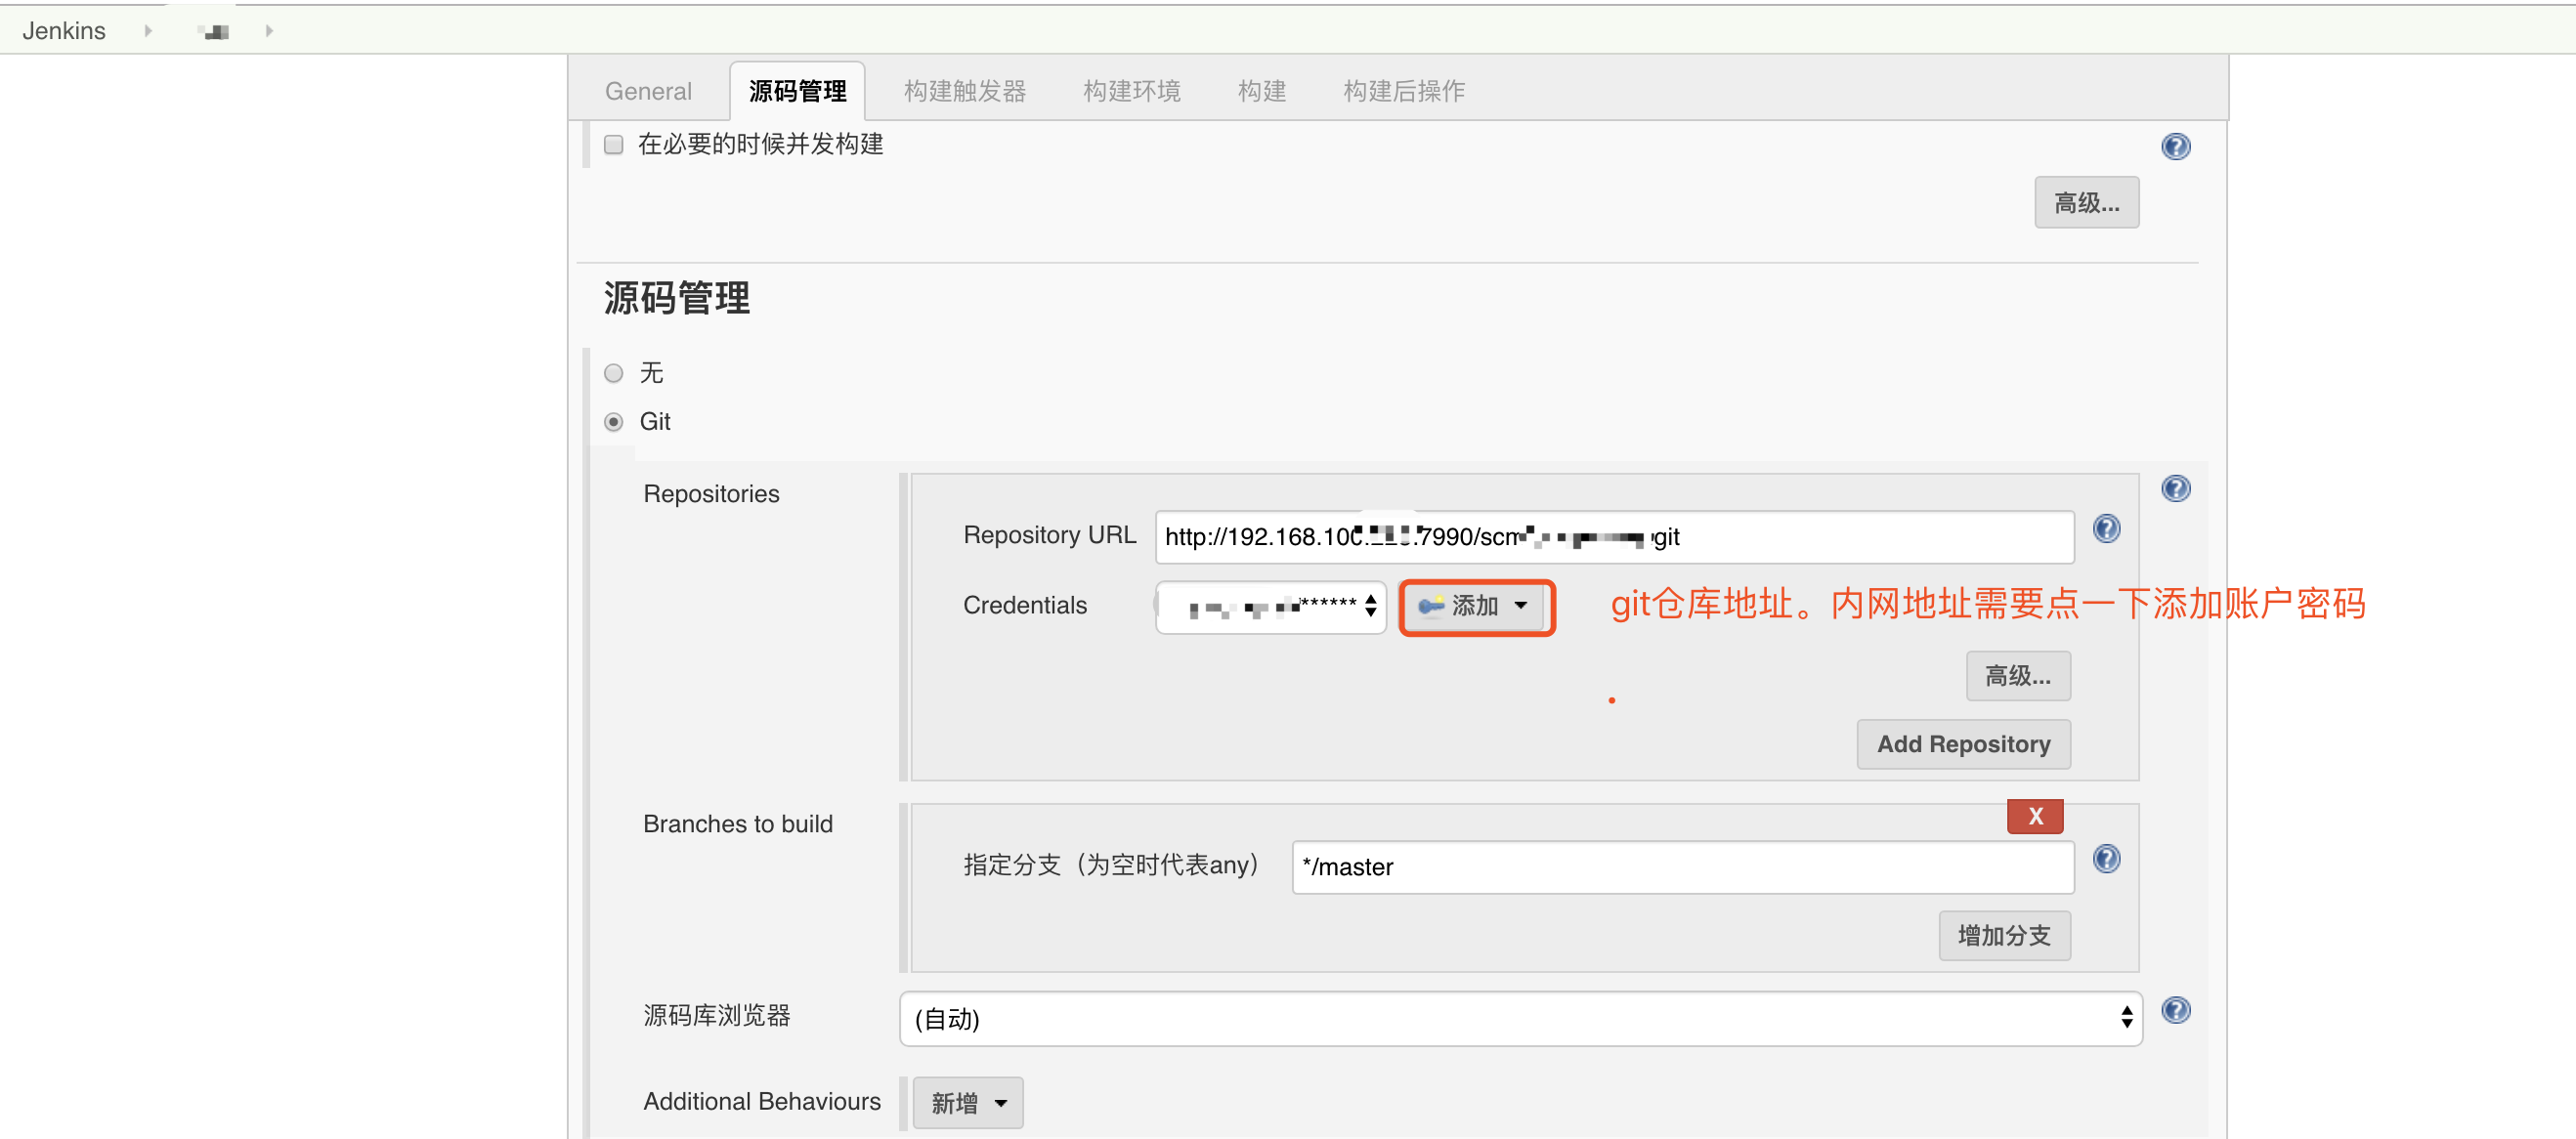 Jenkins
General 源码管理 构建触发器 构建环境 构建 构建后操作
在必要的时候并发构建
高级...
源码管理
无
Git
Repositories
Repository URL http://192.168.10 :7990/scm git
Credentials ****** 添加 git仓库地址。内网地址需要点一下添加账户密码
高级...
Add Repository
Branches to build
X
指定分支（为空时代表any） */master
增加分支
源码库浏览器 (自动)
Additional Behaviours 新增